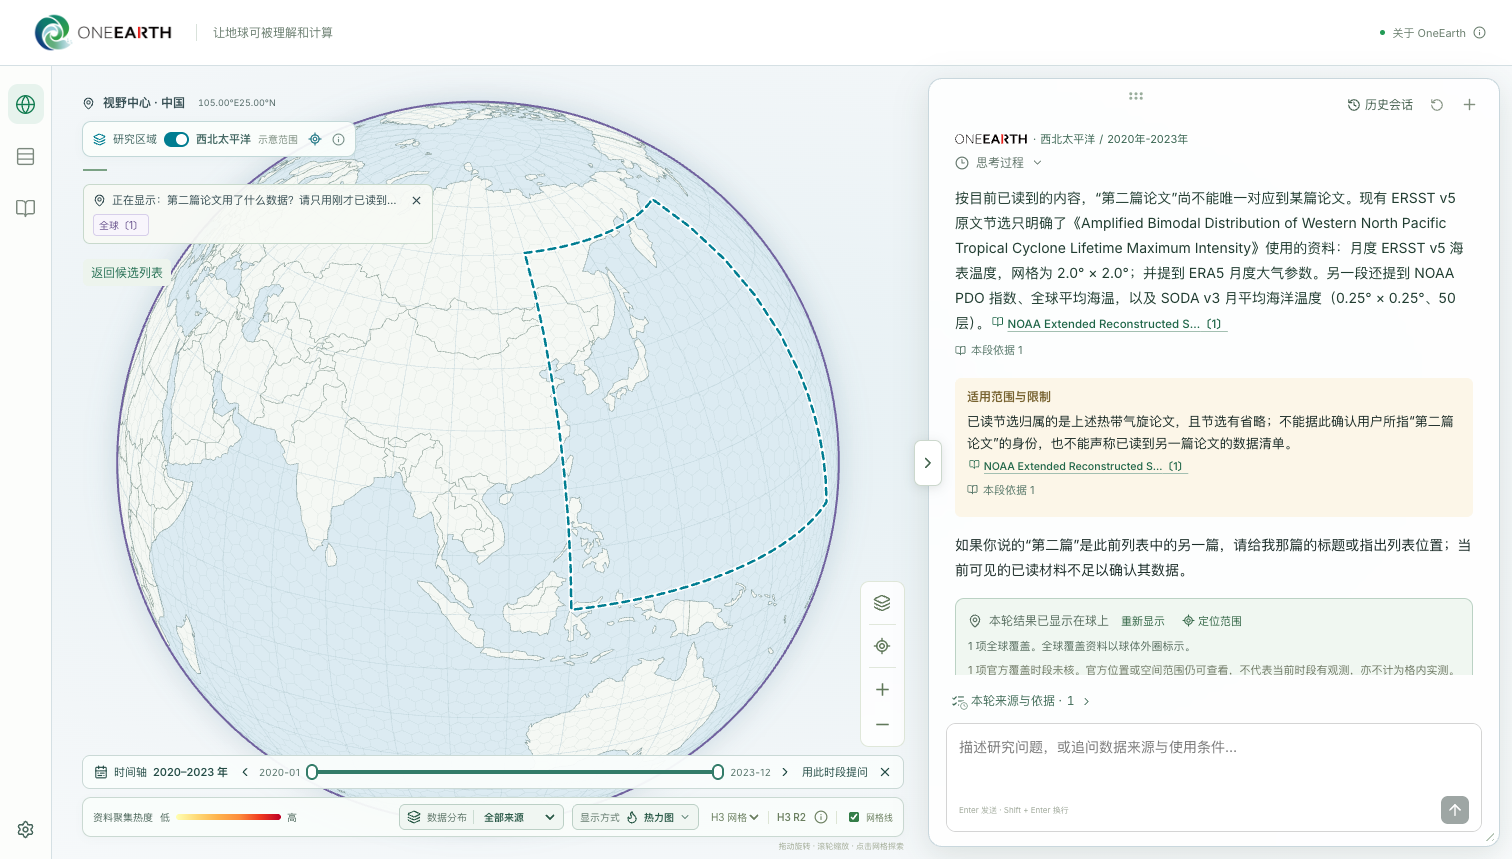 ONEEARTH
让地球可被理解和计算
关于 OneEarth
视野中心 · 中国 105.00°E25.00°N
研究区域 西北太平洋 示意范围
正在显示：第二篇论文用了什么数据？请只用刚才已读到...
全球（1）
返回候选列表
时间轴 2020–2023 年 2020-01 2023-12 用此时段提问
资料聚集热度 低 高 数据分布 全部来源 显示方式 热力图 H3 网格 H3 R2 网格线
拖动旋转 · 滚轮缩放 · 点击网格探索
历史会话
ONEEARTH · 西北太平洋 / 2020年-2023年
思考过程
按目前已读到的内容，“第二篇论文”尚不能唯一对应到某篇论文。现有 ERSST v5
原文节选只明确了《Amplified Bimodal Distribution of Western North Pacific
Tropical Cyclone Lifetime Maximum Intensity》使用的资料：月度 ERSST v5 海
表温度，网格为 2.0° × 2.0°；并提到 ERA5 月度大气参数。另一段还提到 NOAA
PDO 指数、全球平均海温，以及 SODA v3 月平均海洋温度（0.25° × 0.25°、50
层）。 NOAA Extended Reconstructed S...（1）
本段依据 1
适用范围与限制
已读节选归属的是上述热带气旋论文，且节选有省略；不能据此确认用户所指“第二篇
论文”的身份，也不能声称已读到另一篇论文的数据清单。
NOAA Extended Reconstructed S...（1）
本段依据 1
如果你说的“第二篇”是此前列表中的另一篇，请给我那篇的标题或指出列表位置；当
前可见的已读材料不足以确认其数据。
本轮结果已显示在球上 重新显示 定位范围
1 项全球覆盖。全球覆盖资料以球体外圈标示。
1 项官方覆盖时段未核。官方位置或空间范围仍可查看，不代表当前时段有观测，亦不计为格内实测。
本轮来源与依据 · 1
描述研究问题，或追问数据来源与使用条件...
Enter 发送 · Shift + Enter 换行